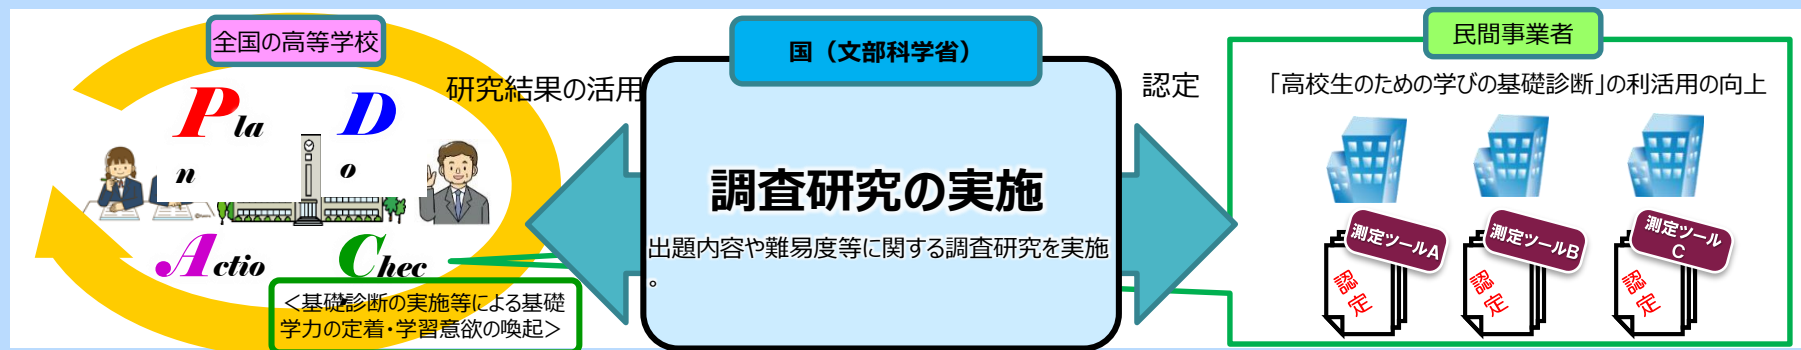 全国の高等学校
研究結果の活用
Pla
n
Do
Actio
Chec
<基礎診断の実施等による基礎
学力の定着・学習意欲の喚起>
国（文部科学省）
調査研究の実施
出題内容や難易度等に関する調査研究を実施
。
認定
民間事業者
「高校生のための学びの基礎診断」の利活用の向上
測定ツールA
認定
測定ツールB
認定
測定ツール
C
認定